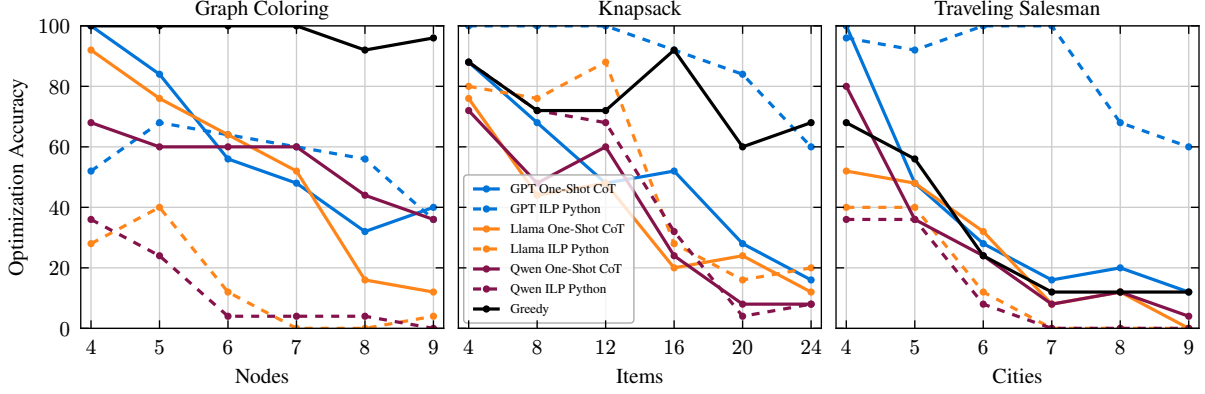 Graph Coloring
Knapsack
Traveling Salesman
Optimization Accuracy
100
80
60
40
20
0
4 5 6 7 8 9
Nodes
4 8 12 16 20 24
Items
4 5 6 7 8 9
Cities
GPT One-Shot CoT
GPT ILP Python
Llama One-Shot CoT
Llama ILP Python
Qwen One-Shot CoT
Qwen ILP Python
Greedy